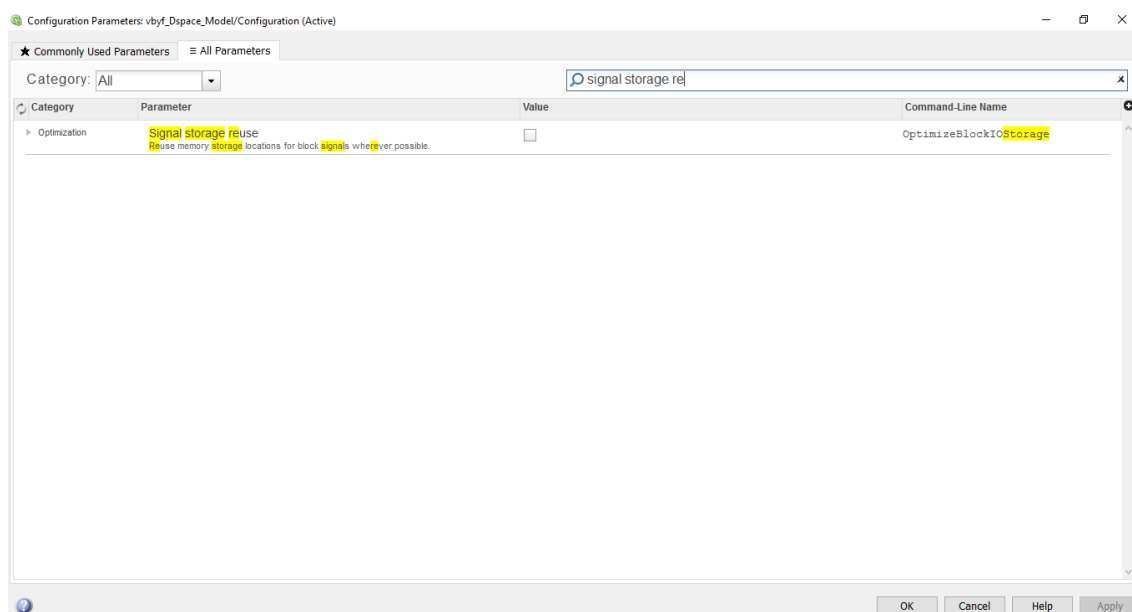 Configuration Parameters: vbyf_Dspace_Model/Configuration (Active)
★ Commonly Used Parameters ≡ All Parameters
Category: All signal storage re
Category Parameter Value Command-Line Name
Optimization Signal storage reuse OptimizeBlockIOStorage
Reuse memory storage locations for block signals wherever possible.
OK Cancel Help Apply